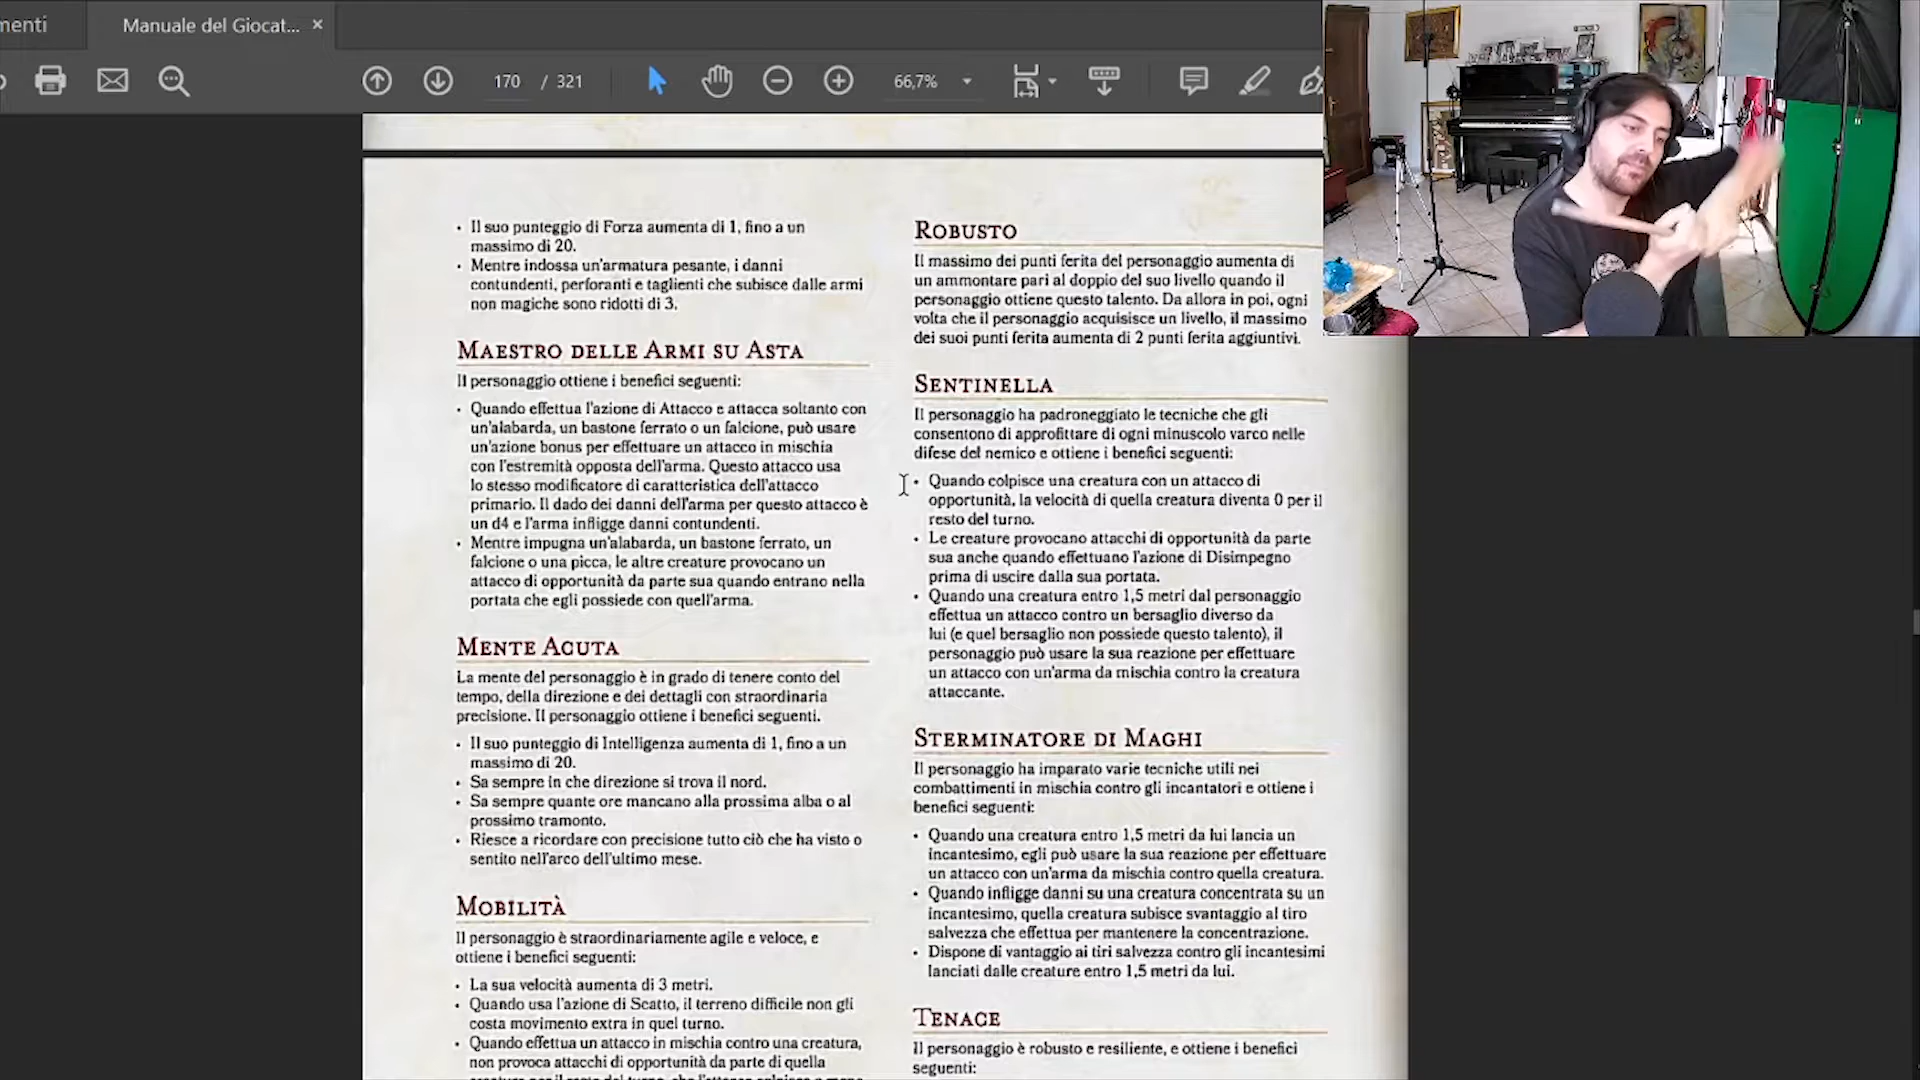 menti
Manuale del Giocat...
170 / 321
66,7%
• Il suo punteggio di Forza aumenta di 1, fino a un
massimo di 20.
• Mentre indossa un'armatura pesante, i danni
contundenti, perforanti e taglienti che subisce dalle armi
non magiche sono ridotti di 3.
MAESTRO DELLE ARMI SU ASTA
Il personaggio ottiene i benefici seguenti:
• Quando effettua l'azione di Attacco e attacca soltanto con
un'alabarda, un bastone ferrato o un falcione, può usare
un'azione bonus per effettuare un attacco in mischia
con l'estremità opposta dell'arma. Questo attacco usa
lo stesso modificatore di caratteristica dell'attacco
primario. Il dado dei danni dell'arma per questo attacco è
un d4 e l'arma infligge danni contundenti.
• Mentre impugna un'alabarda, un bastone ferrato, un
falcione o una picca, le altre creature provocano un
attacco di opportunità da parte sua quando entrano nella
portata che egli possiede con quell'arma.
MENTE ACUTA
La mente del personaggio è in grado di tenere conto del
tempo, della direzione e dei dettagli con straordinaria
precisione. Il personaggio ottiene i benefici seguenti.
• Il suo punteggio di Intelligenza aumenta di 1, fino a un
massimo di 20.
• Sa sempre in che direzione si trova il nord.
• Sa sempre quante ore mancano alla prossima alba o al
prossimo tramonto.
• Riesce a ricordare con precisione tutto ciò che ha visto o
sentito nell'arco dell'ultimo mese.
MOBILITÀ
Il personaggio è straordinariamente agile e veloce, e
ottiene i benefici seguenti:
• La sua velocità aumenta di 3 metri.
• Quando usa l'azione di Scatto, il terreno difficile non gli
costa movimento extra in quel turno.
• Quando effettua un attacco in mischia contro una creatura,
non provoca attacchi di opportunità da parte di quella
ROBUSTO
Il massimo dei punti ferita del personaggio aumenta di
un ammontare pari al doppio del suo livello quando il
personaggio ottiene questo talento. Da allora in poi, ogni
volta che il personaggio acquisisce un livello, il massimo
dei suoi punti ferita aumenta di 2 punti ferita aggiuntivi.
SENTINELLA
Il personaggio ha padroneggiato le tecniche che gli
consentono di approfittare di ogni minuscolo varco nelle
difese del nemico e ottiene i benefici seguenti:
• Quando colpisce una creatura con un attacco di
opportunità, la velocità di quella creatura diventa 0 per il
resto del turno.
• Le creature provocano attacchi di opportunità da parte
sua anche quando effettuano l'azione di Disimpegno
prima di uscire dalla sua portata.
• Quando una creatura entro 1,5 metri dal personaggio
effettua un attacco contro un bersaglio diverso da
lui (e quel bersaglio non possiede questo talento), il
personaggio può usare la sua reazione per effettuare
un attacco con un'arma da mischia contro la creatura
attaccante.
STERMINATORE DI MAGHI
Il personaggio ha imparato varie tecniche utili nei
combattimenti in mischia contro gli incantatori e ottiene i
benefici seguenti:
• Quando una creatura entro 1,5 metri da lui lancia un
incantesimo, egli può usare la sua reazione per effettuare
un attacco con un'arma da mischia contro quella creatura.
• Quando infligge danni su una creatura concentrata su un
incantesimo, quella creatura subisce svantaggio al tiro
salvezza che effettua per mantenere la concentrazione.
• Dispone di vantaggio ai tiri salvezza contro gli incantesimi
lanciati dalle creature entro 1,5 metri da lui.
TENACE
Il personaggio è robusto e resiliente, e ottiene i benefici
seguenti: